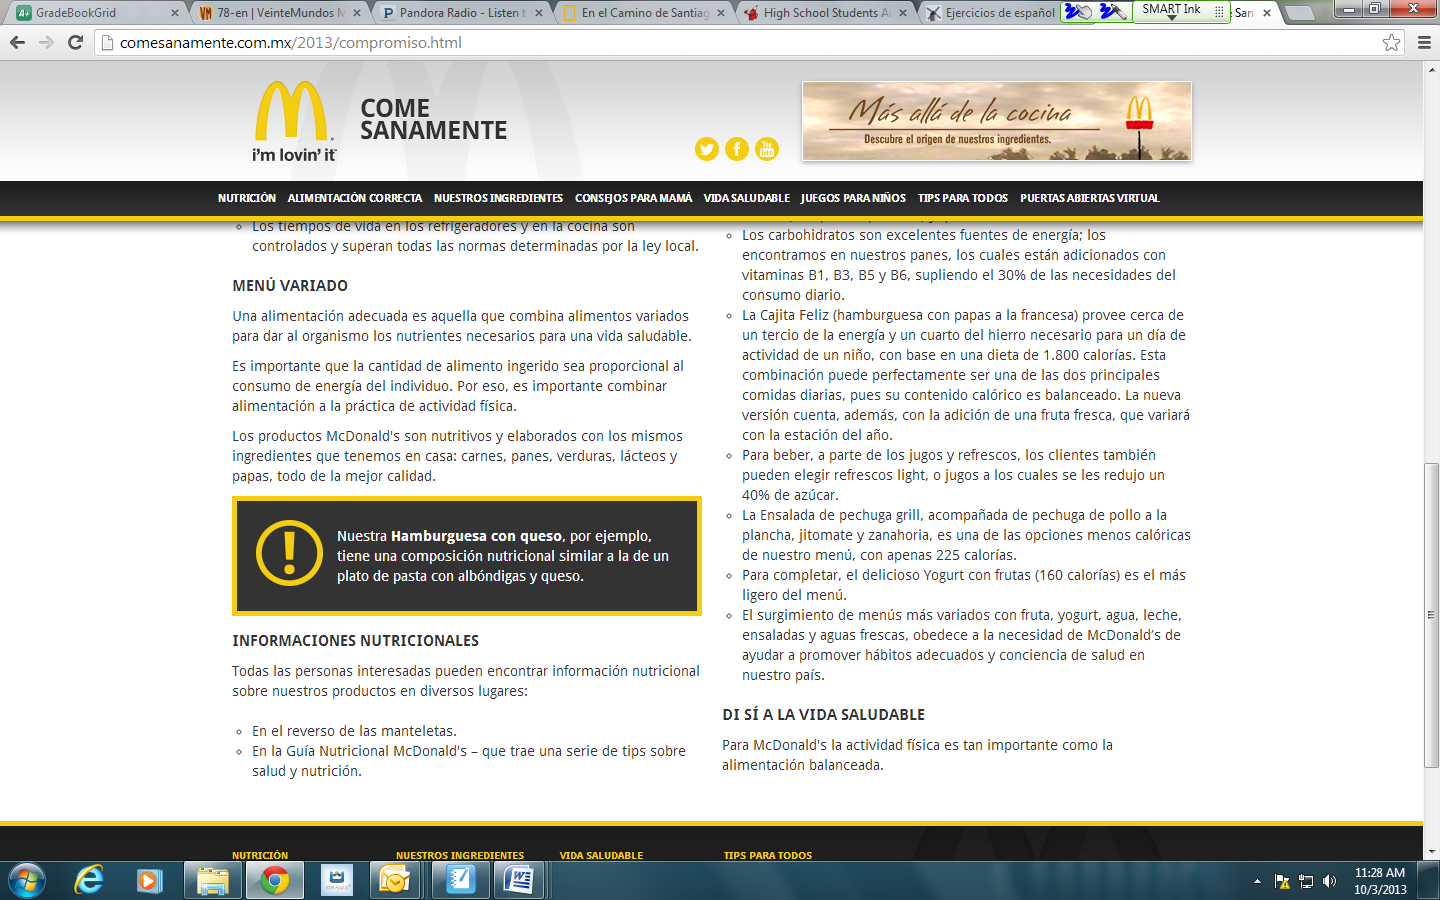 GradeBookGrid
78-en | VeinteMundos M
Pandora Radio - Listen t
En el Camino de Santiag
High School Students Ar
Ejercicios de español
SMART Ink
San
comesanamente.com.mx/2013/compromiso.html
i'm lovin' it
COME
SANAMENTE
You
Tube
Más allá de la cocina
Descubre el origen de nuestros ingredientes.
NUTRICIÓN ALIMENTACIÓN CORRECTA NUESTROS INGREDIENTES CONSEJOS PARA MAMÁ VIDA SALUDABLE JUEGOS PARA NIÑOS TIPS PARA TODOS PUERTAS ABIERTAS VIRTUAL
Los tiempos de vida en los refrigeradores y en la cocina son
controlados y superan todas las normas determinadas por la ley local.
MENÚ VARIADO
Una alimentación adecuada es aquella que combina alimentos variados
para dar al organismo los nutrientes necesarios para una vida saludable.
Es importante que la cantidad de alimento ingerido sea proporcional al
consumo de energía del individuo. Por eso, es importante combinar
alimentación a la práctica de actividad física.
Los productos McDonald's son nutritivos y elaborados con los mismos
ingredientes que tenemos en casa: carnes, panes, verduras, lácteos y
papas, todo de la mejor calidad.
Nuestra Hamburguesa con queso, por ejemplo,
tiene una composición nutricional similar a la de un
plato de pasta con albóndigas y queso.
INFORMACIONES NUTRICIONALES
Todas las personas interesadas pueden encontrar información nutricional
sobre nuestros productos en diversos lugares:
En el reverso de las manteletas.
En la Guía Nutricional McDonald's – que trae una serie de tips sobre
salud y nutrición.
Los carbohidratos son excelentes fuentes de energía; los
encontramos en nuestros panes, los cuales están adicionados con
vitaminas B1, B3, B5 y B6, supliendo el 30% de las necesidades del
consumo diario.
La Cajita Feliz (hamburguesa con papas a la francesa) provee cerca de
un tercio de la energía y un cuarto del hierro necesario para un día de
actividad de un niño, con base en una dieta de 1.800 calorías. Esta
combinación puede perfectamente ser una de las dos principales
comidas diarias, pues su contenido calórico es balanceado. La nueva
versión cuenta, además, con la adición de una fruta fresca, que variará
con la estación del año.
Para beber, a parte de los jugos y refrescos, los clientes también
pueden elegir refrescos light, o jugos a los cuales se les redujo un
40% de azúcar.
La Ensalada de pechuga grill, acompañada de pechuga de pollo a la
plancha, jitomate y zanahoria, es una de las opciones menos calóricas
de nuestro menú, con apenas 225 calorías.
Para completar, el delicioso Yogurt con frutas (160 calorías) es el más
ligero del menú.
El surgimiento de menús más variados con fruta, yogurt, agua, leche,
ensaladas y aguas frescas, obedece a la necesidad de McDonald's de
ayudar a promover hábitos adecuados y conciencia de salud en
nuestro país.
DI SÍ A LA VIDA SALUDABLE
Para McDonald's la actividad física es tan importante como la
alimentación balanceada.
NUTRICIÓN NUESTROS INGREDIENTES VIDA SALUDABLE TIPS PARA TODOS
11:28 AM
10/3/2013